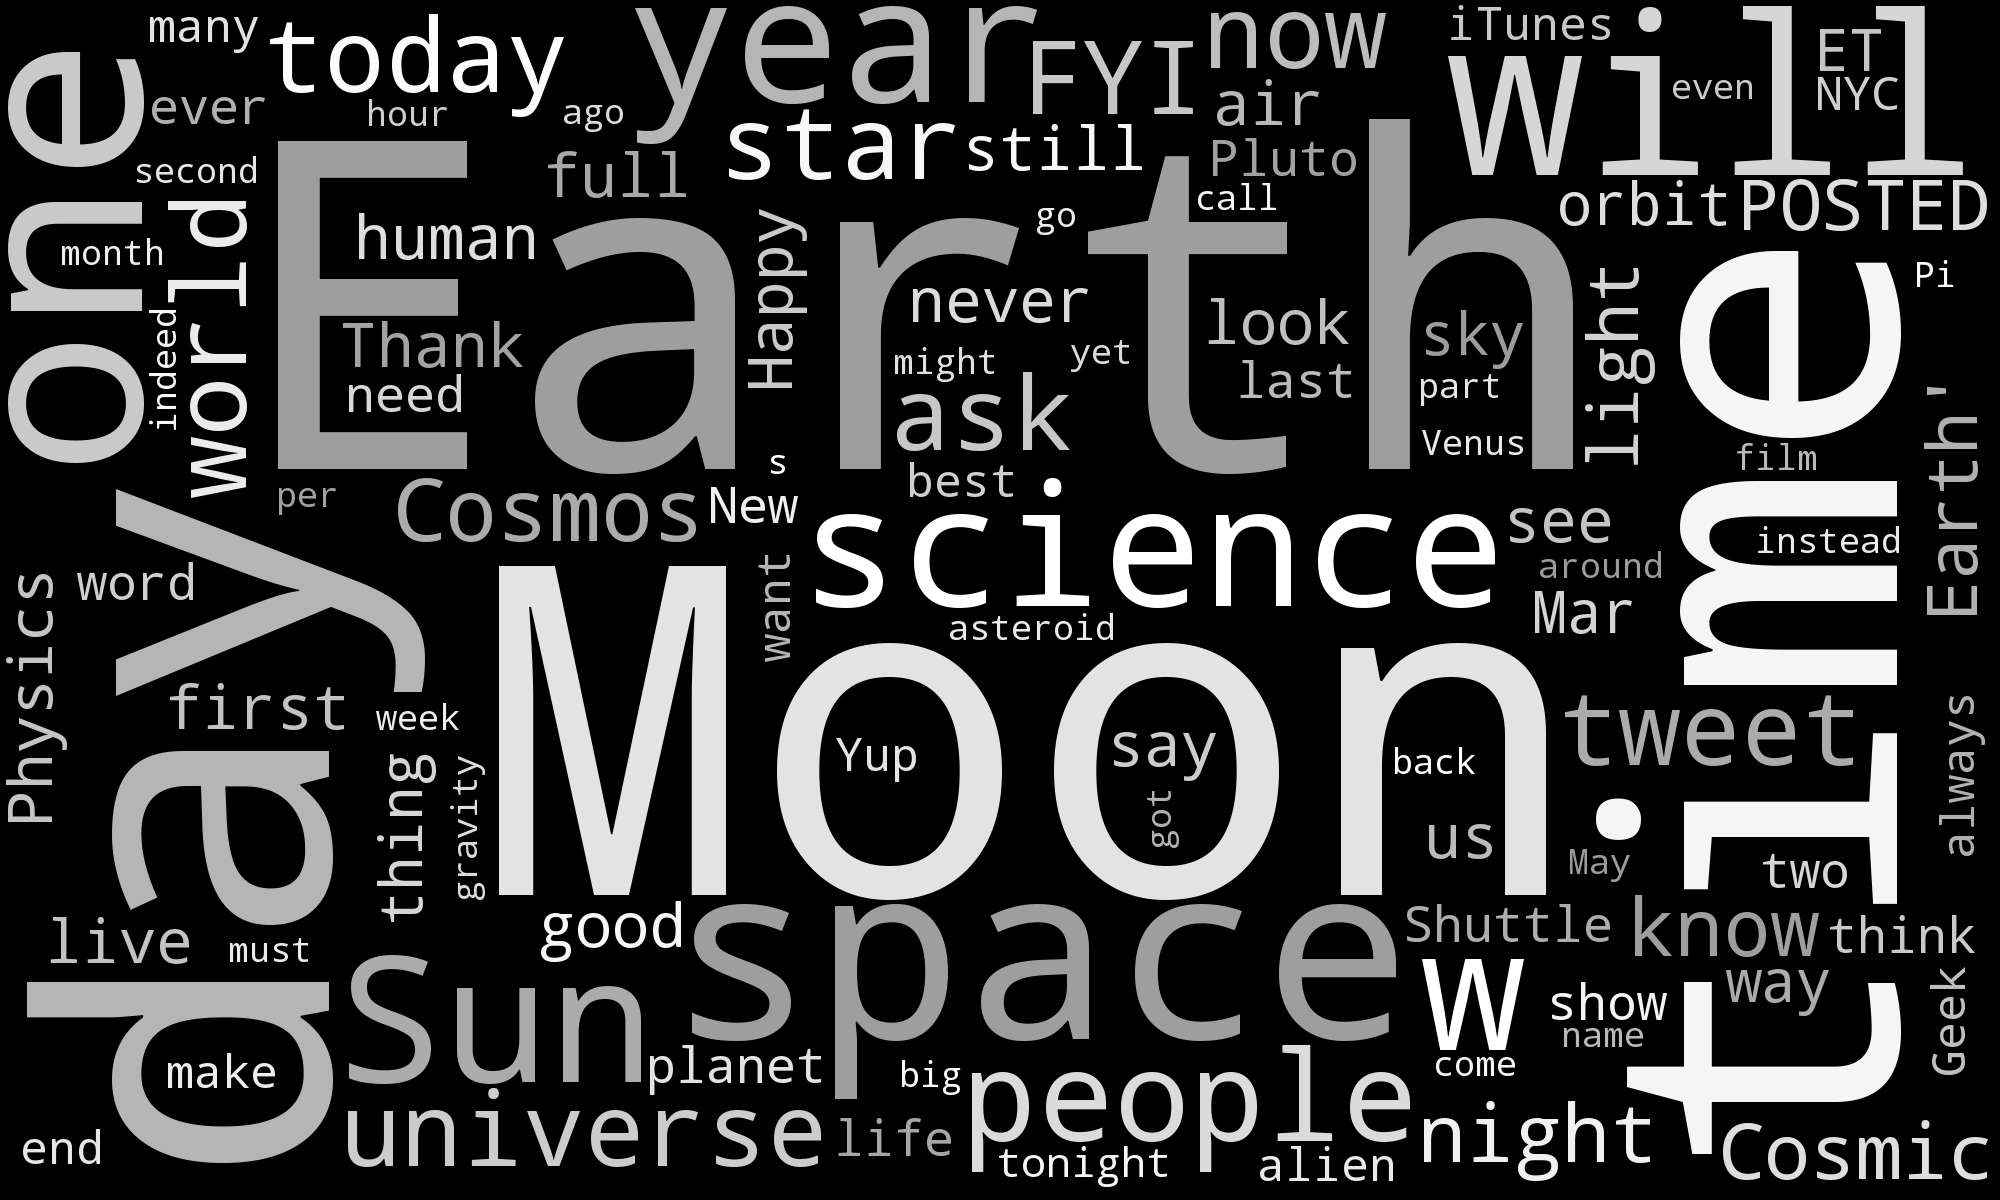 many
today
year
now
iTunes
will
ET
one
ever
hour
ago
FYI
air
even
NYC
second
full
star
still
Pluto
world
month
human
Happy
go
call
orbit
POSTED
Earth
never
light
time
Pi
indeed
Thank
need
might
yet
look
last
sky
part
ask
Venus
Earth'
film
per
Cosmos
New
s
best
science
see
instead
Physics
word
day
want
asteroid
around
Mar
first
week
Moon
Yup
say
back
tweet
always
thing
gravity
got
us
May
two
live
must
good
space
Shuttle
know
think
Sun
w
show
way
Geek
make
planet
big
people
come
name
end
universe
life
tonight
alien
night
Cosmic